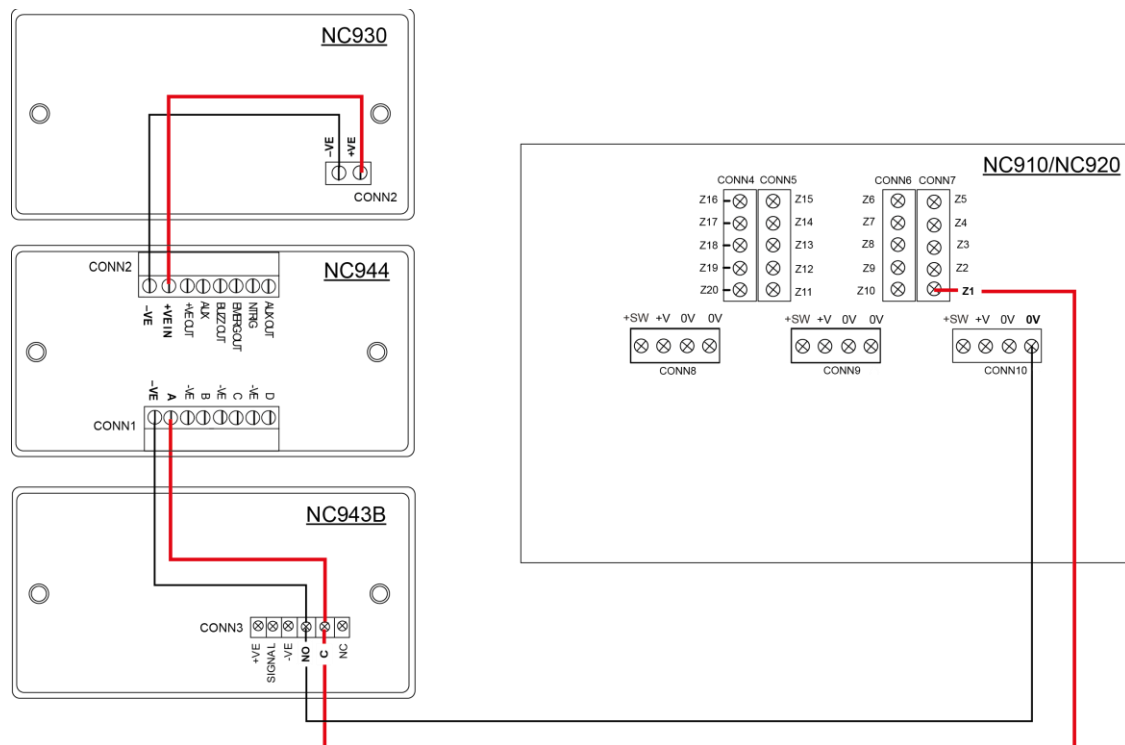 NC930
−VE
+VE
CONN2
NC944
CONN2
−VE
+VE IN
+VE OUT
AUX
BUZZ OUT
EMERG OUT
NTRIG
AUX OUT
−VE
A
-VE
B
-VE
C
-VE
D
CONN1
NC943B
CONN3
+VE
SIGNAL
-VE
NO
C
NC
NC910/NC920
CONN4 CONN5
Z16 Z15
Z17 Z14
Z18 Z13
Z19 Z12
Z20 Z11
CONN6 CONN7
Z6 Z5
Z7 Z4
Z8 Z3
Z9 Z2
Z10 Z1
+SW +V 0V 0V
CONN8
+SW +V 0V 0V
CONN9
+SW +V 0V 0V
CONN10